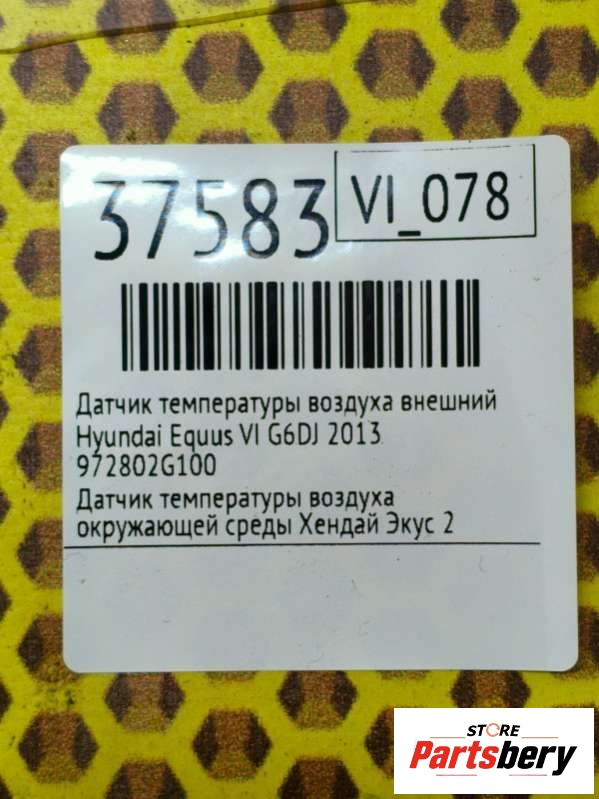 37583
VI_078
Датчик температуры воздуха внешний
Hyundai Equus VI G6DJ 2013
972802G100
Датчик температуры воздуха
окружающей среды Хендай Экус 2
STORE
Partsbery